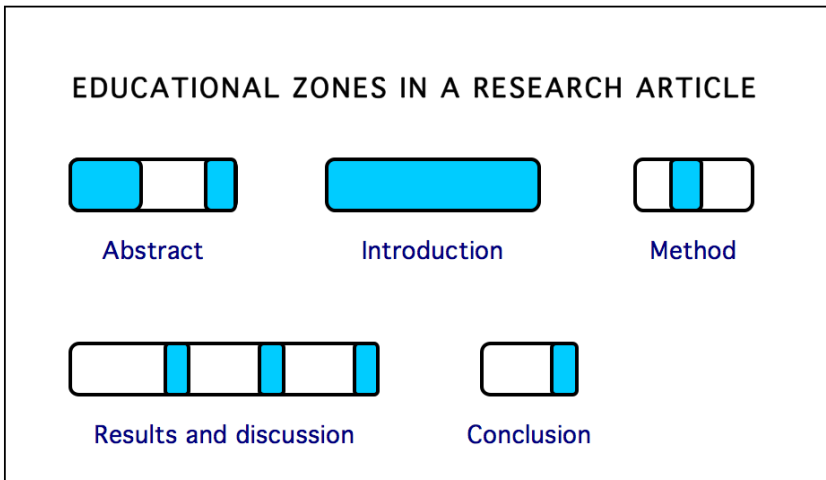 EDUCATIONAL ZONES IN A RESEARCH ARTICLE
Abstract
Introduction
Method
Results and discussion
Conclusion